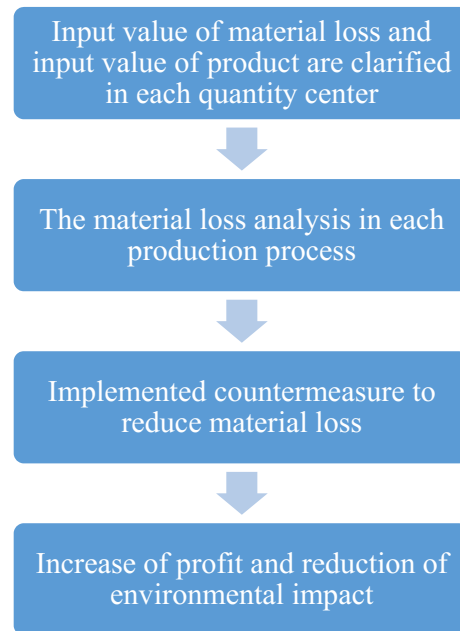 Input value of material loss and
input value of product are clarified
in each quantity center
The material loss analysis in each
production process
Implemented countermeasure to
reduce material loss
Increase of profit and reduction of
environmental impact